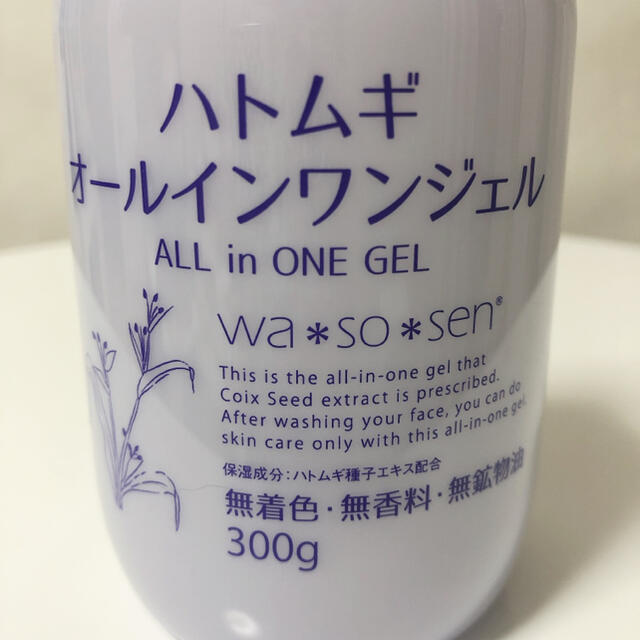 ハトムギ
オールインワンジェル
ALL in ONE GEL
wa*so*sen®
This is the all-in-one gel that
Coix Seed extract is prescribed.
After washing your face, you can do
skin care only with this all-in-one gel.
保湿成分:ハトムギ種子エキス配合
無着色・無香料・無鉱物油
300g